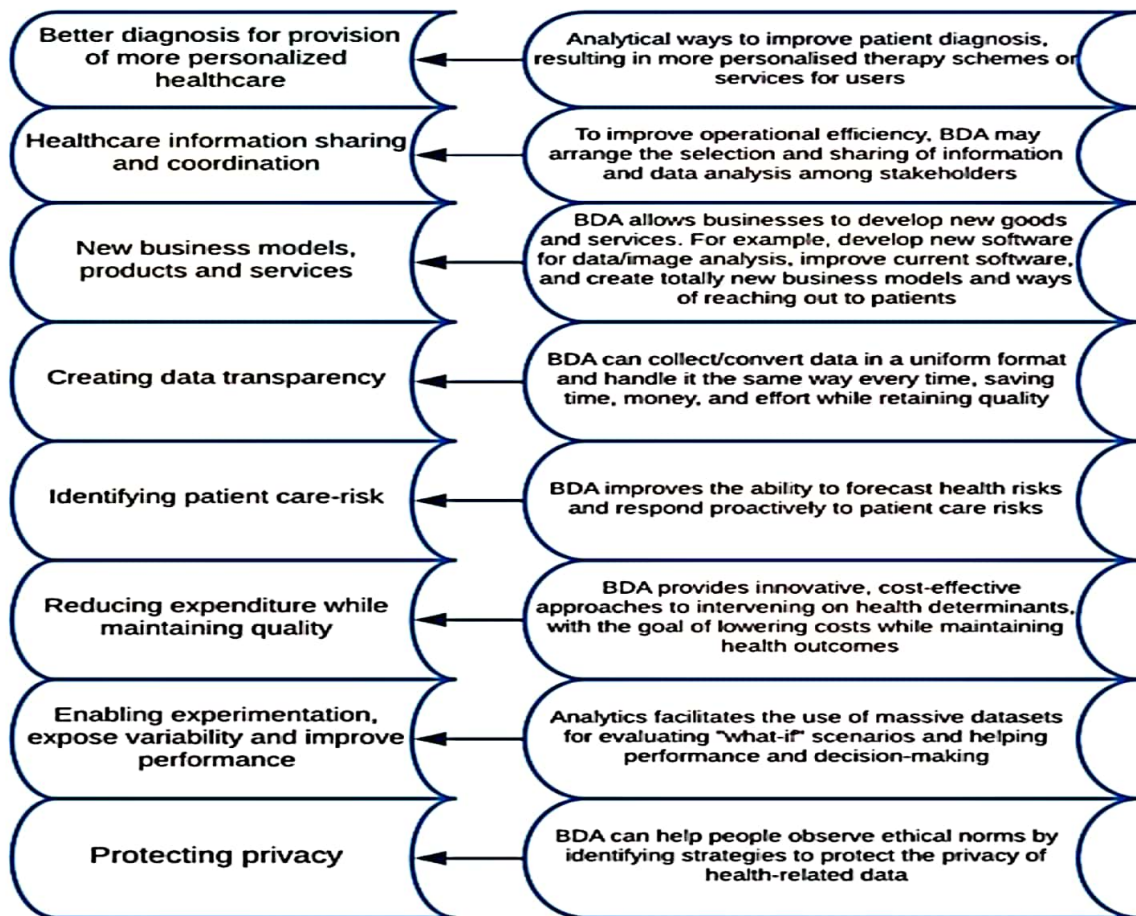 Better diagnosis for provision
of more personalized
healthcare
Analytical ways to improve patient diagnosis,
resulting in more personalised therapy schemes or
services for users
Healthcare information sharing
and coordination
To improve operational efficiency, BDA may
arrange the selection and sharing of information
and data analysis among stakeholders
New business models,
products and services
BDA allows businesses to develop new goods
and services. For example, develop new software
for data/image analysis, improve current software,
and create totally new business models and ways
of reaching out to patients
Creating data transparency
BDA can collect/convert data in a uniform format
and handle it the same way every time, saving
time, money, and effort while retaining quality
Identifying patient care-risk
BDA improves the ability to forecast health risks
and respond proactively to patient care risks
Reducing expenditure while
maintaining quality
BDA provides innovative, cost-effective
approaches to intervening on health determinants,
with the goal of lowering costs while maintaining
health outcomes
Enabling experimentation,
expose variability and improve
performance
Analytics facilitates the use of massive datasets
for evaluating "what-if" scenarios and helping
performance and decision-making
Protecting privacy
BDA can help people observe ethical norms by
identifying strategies to protect the privacy of
health-related data